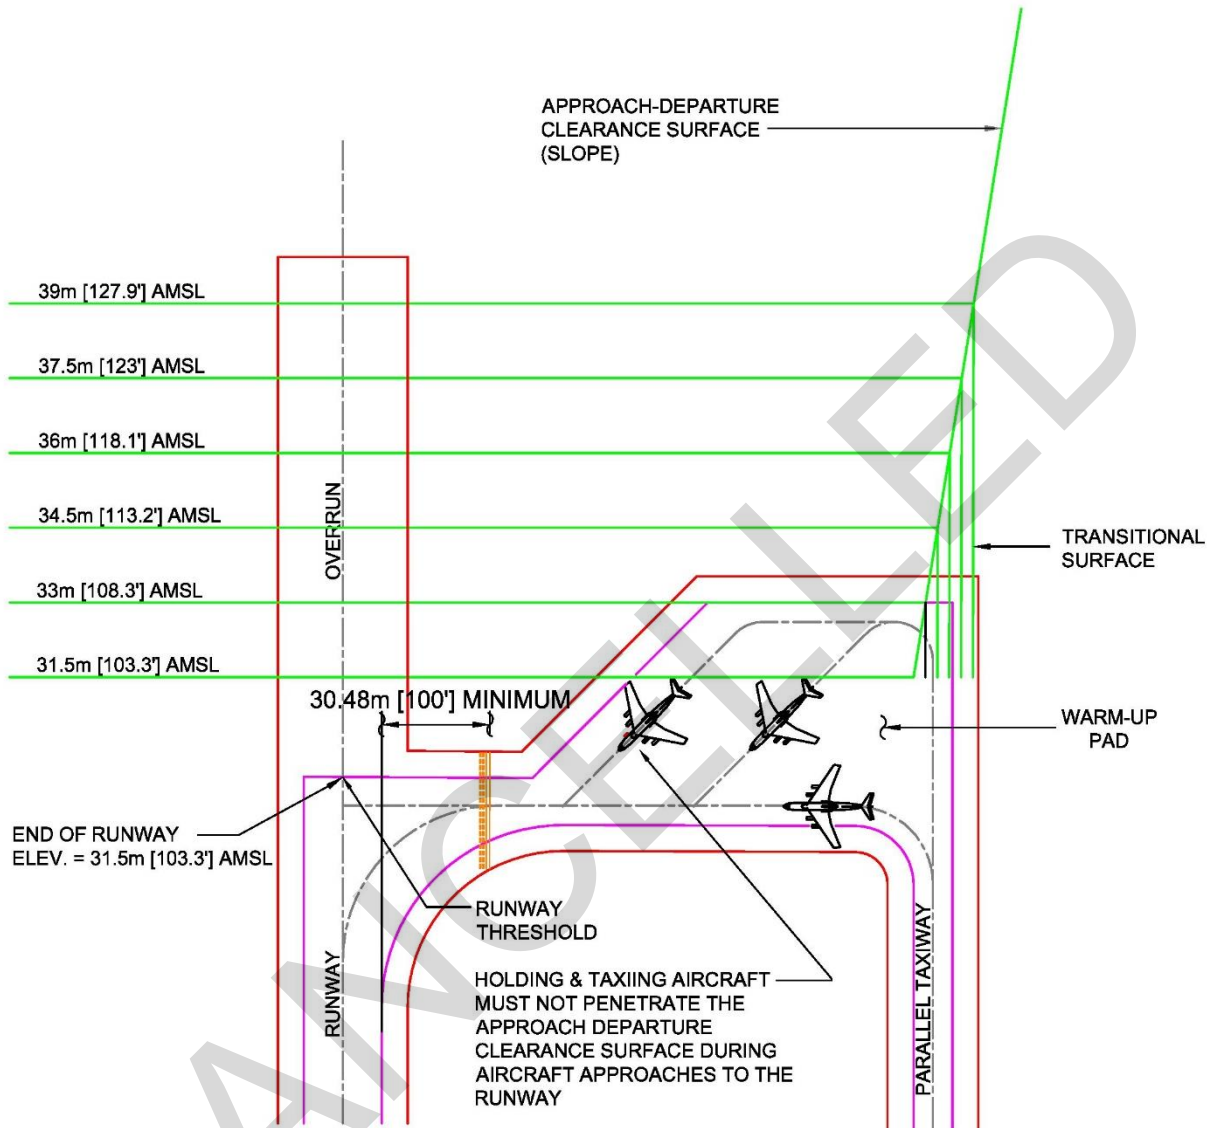 APPROACH-DEPARTURE
CLEARANCE SURFACE
(SLOPE)
39m [127.9'] AMSL
37.5m [123'] AMSL
36m [118.1'] AMSL
34.5m [113.2'] AMSL
33m [108.3'] AMSL
31.5m [103.3'] AMSL
OVERRUN
TRANSITIONAL
SURFACE
30.48m [100'] MINIMUM
WARM-UP
PAD
END OF RUNWAY
ELEV. = 31.5m [103.3'] AMSL
RUNWAY
THRESHOLD
RUNWAY
HOLDING & TAXIING AIRCRAFT
MUST NOT PENETRATE THE
APPROACH DEPARTURE
CLEARANCE SURFACE DURING
AIRCRAFT APPROACHES TO THE
RUNWAY
PARALLEL TAXIWAY
ANCELLED